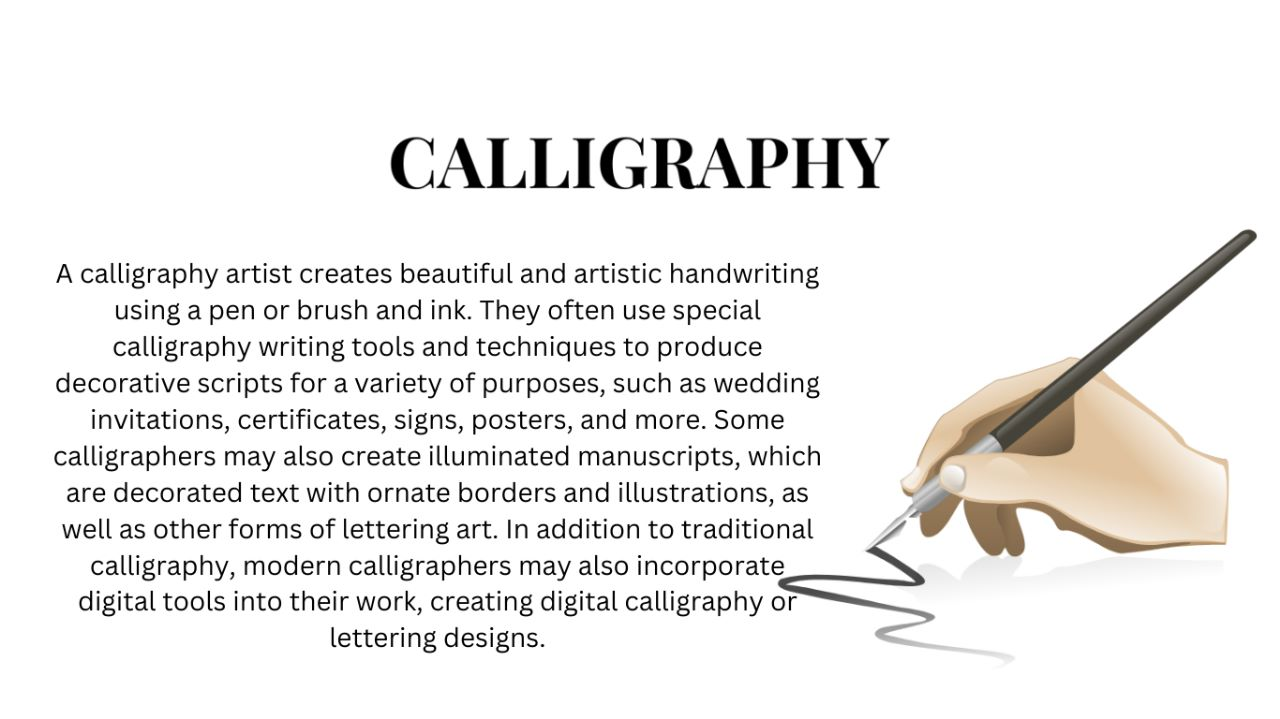 CALLIGRAPHY
A calligraphy artist creates beautiful and artistic handwriting
using a pen or brush and ink. They often use special
calligraphy writing tools and techniques to produce
decorative scripts for a variety of purposes, such as wedding
invitations, certificates, signs, posters, and more. Some
calligraphers may also create illuminated manuscripts, which
are decorated text with ornate borders and illustrations, as
well as other forms of lettering art. In addition to traditional
calligraphy, modern calligraphers may also incorporate
digital tools into their work, creating digital calligraphy or
lettering designs.